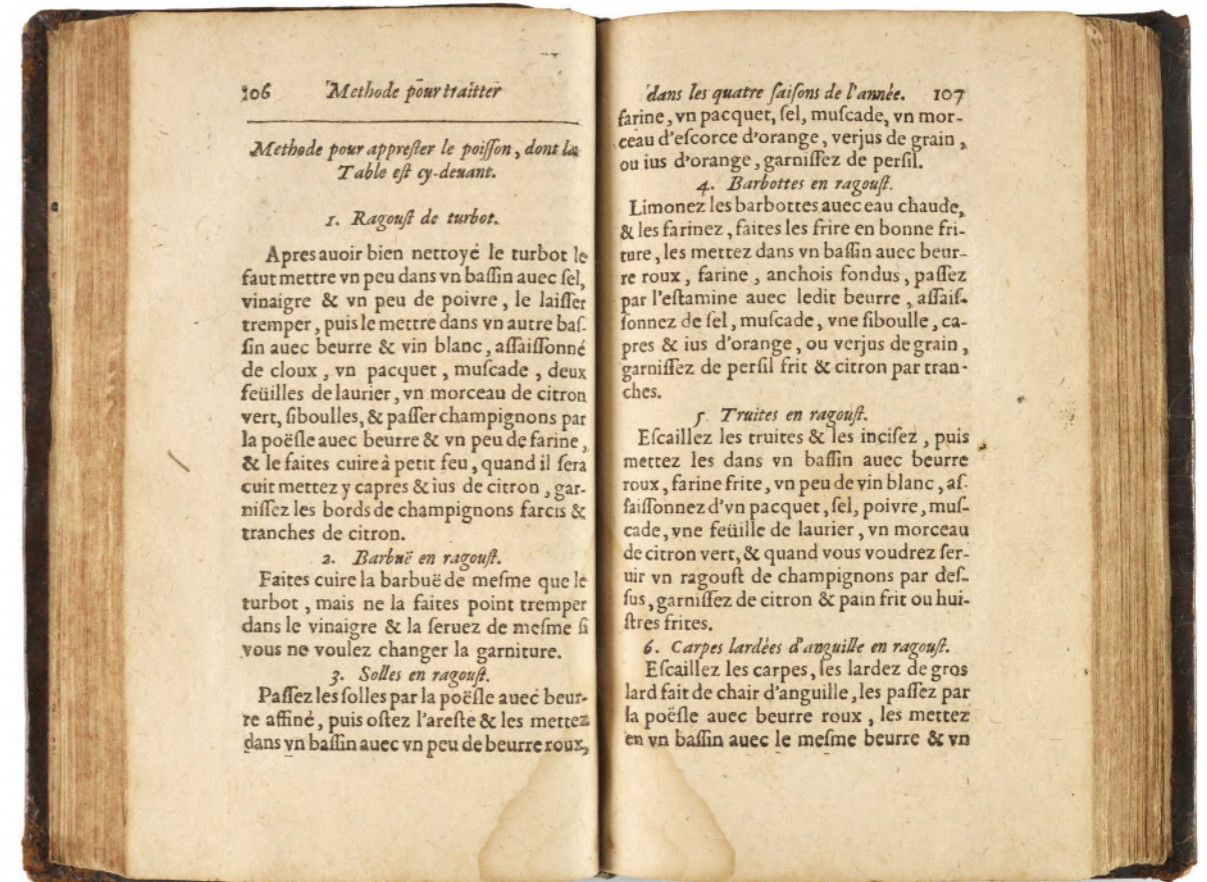 106 Methode pour traitter
Methode pour apprester le poisson, dont la
Table est cy-deuant.
1. Ragoust de turbot.
Apres auoir bien nettoyé le turbot le
faut mettre vn peu dans vn bassin auec sel,
vinaigre & vn peu de poivre, le laisser
tremper, puis le mettre dans vn autre bas-
sin auec beurre & vin blanc, assaissonné
de cloux, vn pacquet, muscade, deux
feüilles de laurier, vn morceau de citron
vert, siboulles, & passer champignons par
la poësle auec beurre & vn peu de farine,
& le faites cuire à petit feu, quand il sera
cuit mettez y capres & ius de citron, gar-
nissez les bords de champignons farcis &
tranches de citron.
2. Barbuë en ragoust.
Faites cuire la barbuë de mesme que le
turbot, mais ne la faites point tremper
dans le vinaigre & la seruez de mesme si
vous ne voulez changer la garniture.
3. Solles en ragoust.
Passez les solles par la poësle auec beur-
re affiné, puis ostez l'areste & les mettez
dans vn bassin auec vn peu de beurre roux,
dans les quatre saisons de l'année. 107
farine, vn pacquet, sel, muscade, vn mor-
ceau d'escorce d'orange, verjus de grain,
ou ius d'orange, garnissez de persil.
4. Barbottes en ragoust.
Limonez les barbottes auec eau chaude,
& les farinez, faites les frire en bonne fri-
ture, les mettez dans vn bassin auec beur-
re roux, farine, anchois fondus, passez
par l'estamine auec ledit beurre, assais-
sonnez de sel, muscade, vne siboulle, ca-
pres & ius d'orange, ou verjus de grain,
garnissez de persil frit & citron par tran-
ches.
5. Truites en ragoust.
Escaillez les truites & les incisez, puis
mettez les dans vn bassin auec beurre
roux, farine frite, vn peu de vin blanc, as-
saissonnez d'vn pacquet, sel, poivre, mus-
cade, vne feüille de laurier, vn morceau
de citron vert, & quand vous voudrez ser-
uir vn ragoust de champignons par des-
sus, garnissez de citron & pain frit ou hui-
stres frites.
6. Carpes lardées d'anguille en ragoust.
Escaillez les carpes, les lardez de gros
lard fait de chair d'anguille, les passez par
la poësle auec beurre roux, les mettez
en vn bassin auec le mesme beurre & vn